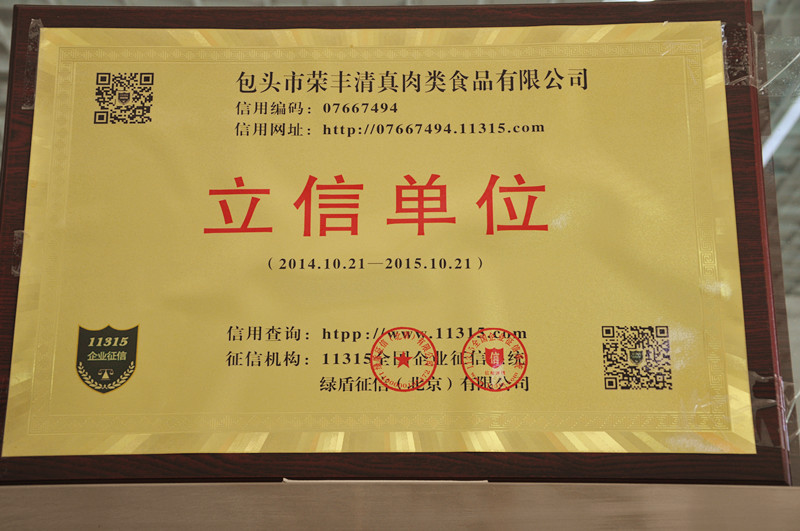 包头市荣丰清真肉类食品有限公司
信用编码：07667494
信用网址：http://07667494.11315.com
立信单位
（2014.10.21—2015.10.21）
信用查询：htpp://www.11315.com
征信机构：11315全国企业征信系统
绿盾征信（北京）有限公司
11315
企业征信